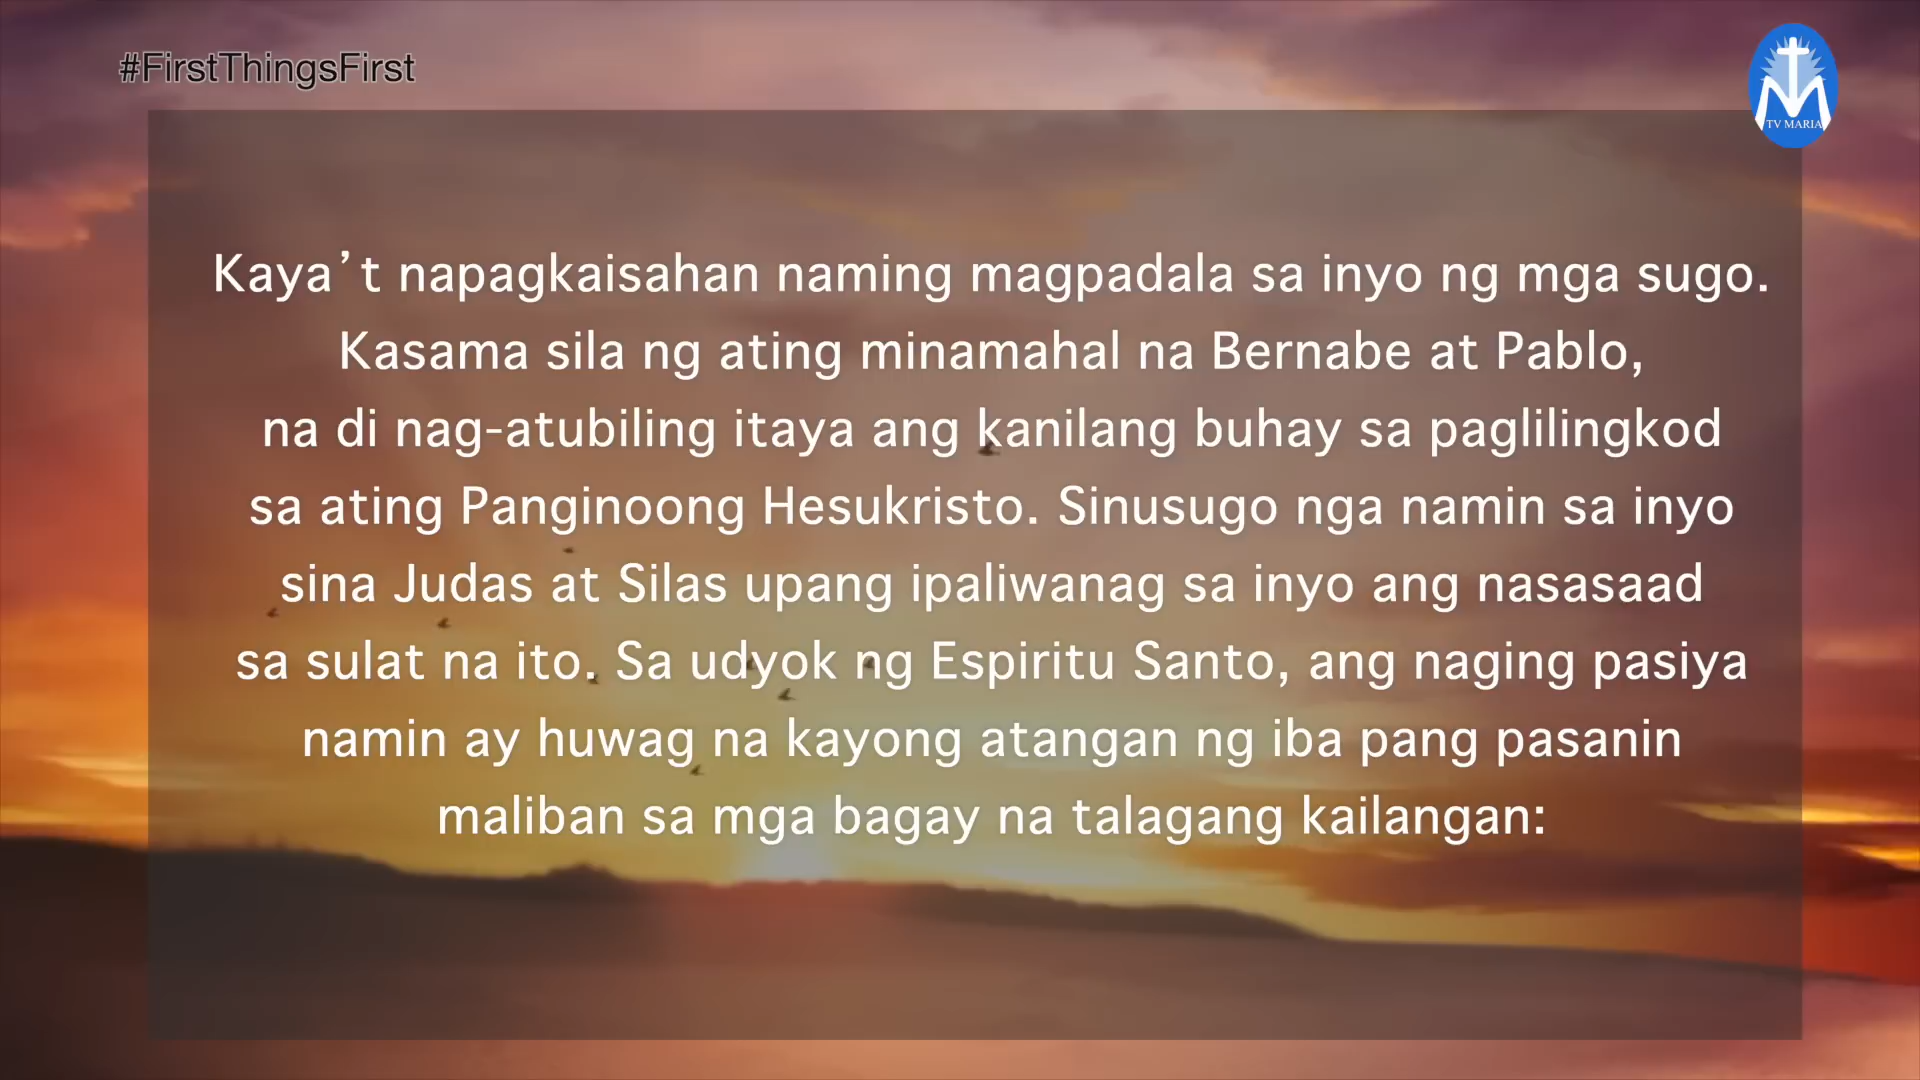 #FirstThingsFirst
TV MARIA
Kaya't napagkaisahan naming magpadala sa inyo ng mga sugo.
Kasama sila ng ating minamahal na Bernabe at Pablo,
na di nag-atubiling itaya ang kanilang buhay sa paglilingkod
sa ating Panginoong Hesukristo. Sinusugo nga namin sa inyo
sina Judas at Silas upang ipaliwanag sa inyo ang nasasaad
sa sulat na ito. Sa udyok ng Espiritu Santo, ang naging pasiya
namin ay huwag na kayong atangan ng iba pang pasanin
maliban sa mga bagay na talagang kailangan: